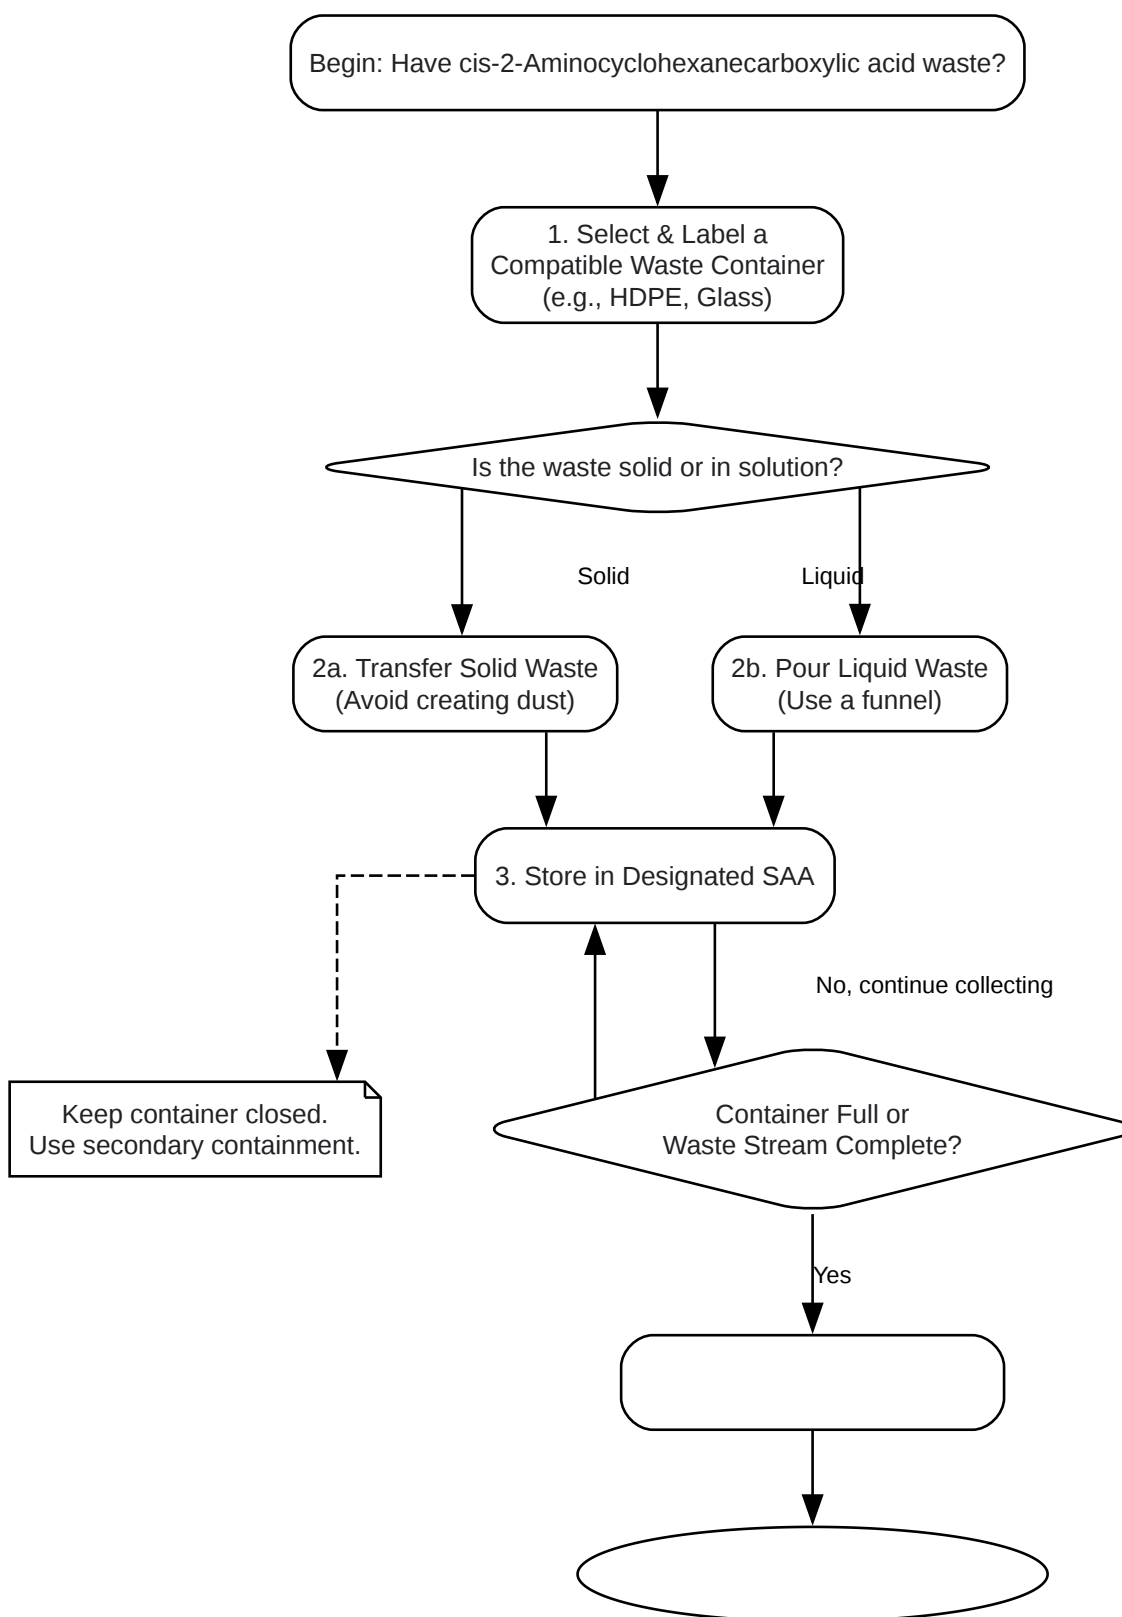 Begin: Have cis-2-Aminocyclohexanecarboxylic acid waste?
1. Select & Label a
Compatible Waste Container
(e.g., HDPE, Glass)
Is the waste solid or in solution?
Solid
Liquid
2a. Transfer Solid Waste
(Avoid creating dust)
2b. Pour Liquid Waste
(Use a funnel)
3. Store in Designated SAA
No, continue collecting
Keep container closed.
Use secondary containment.
Container Full or
Waste Stream Complete?
Yes